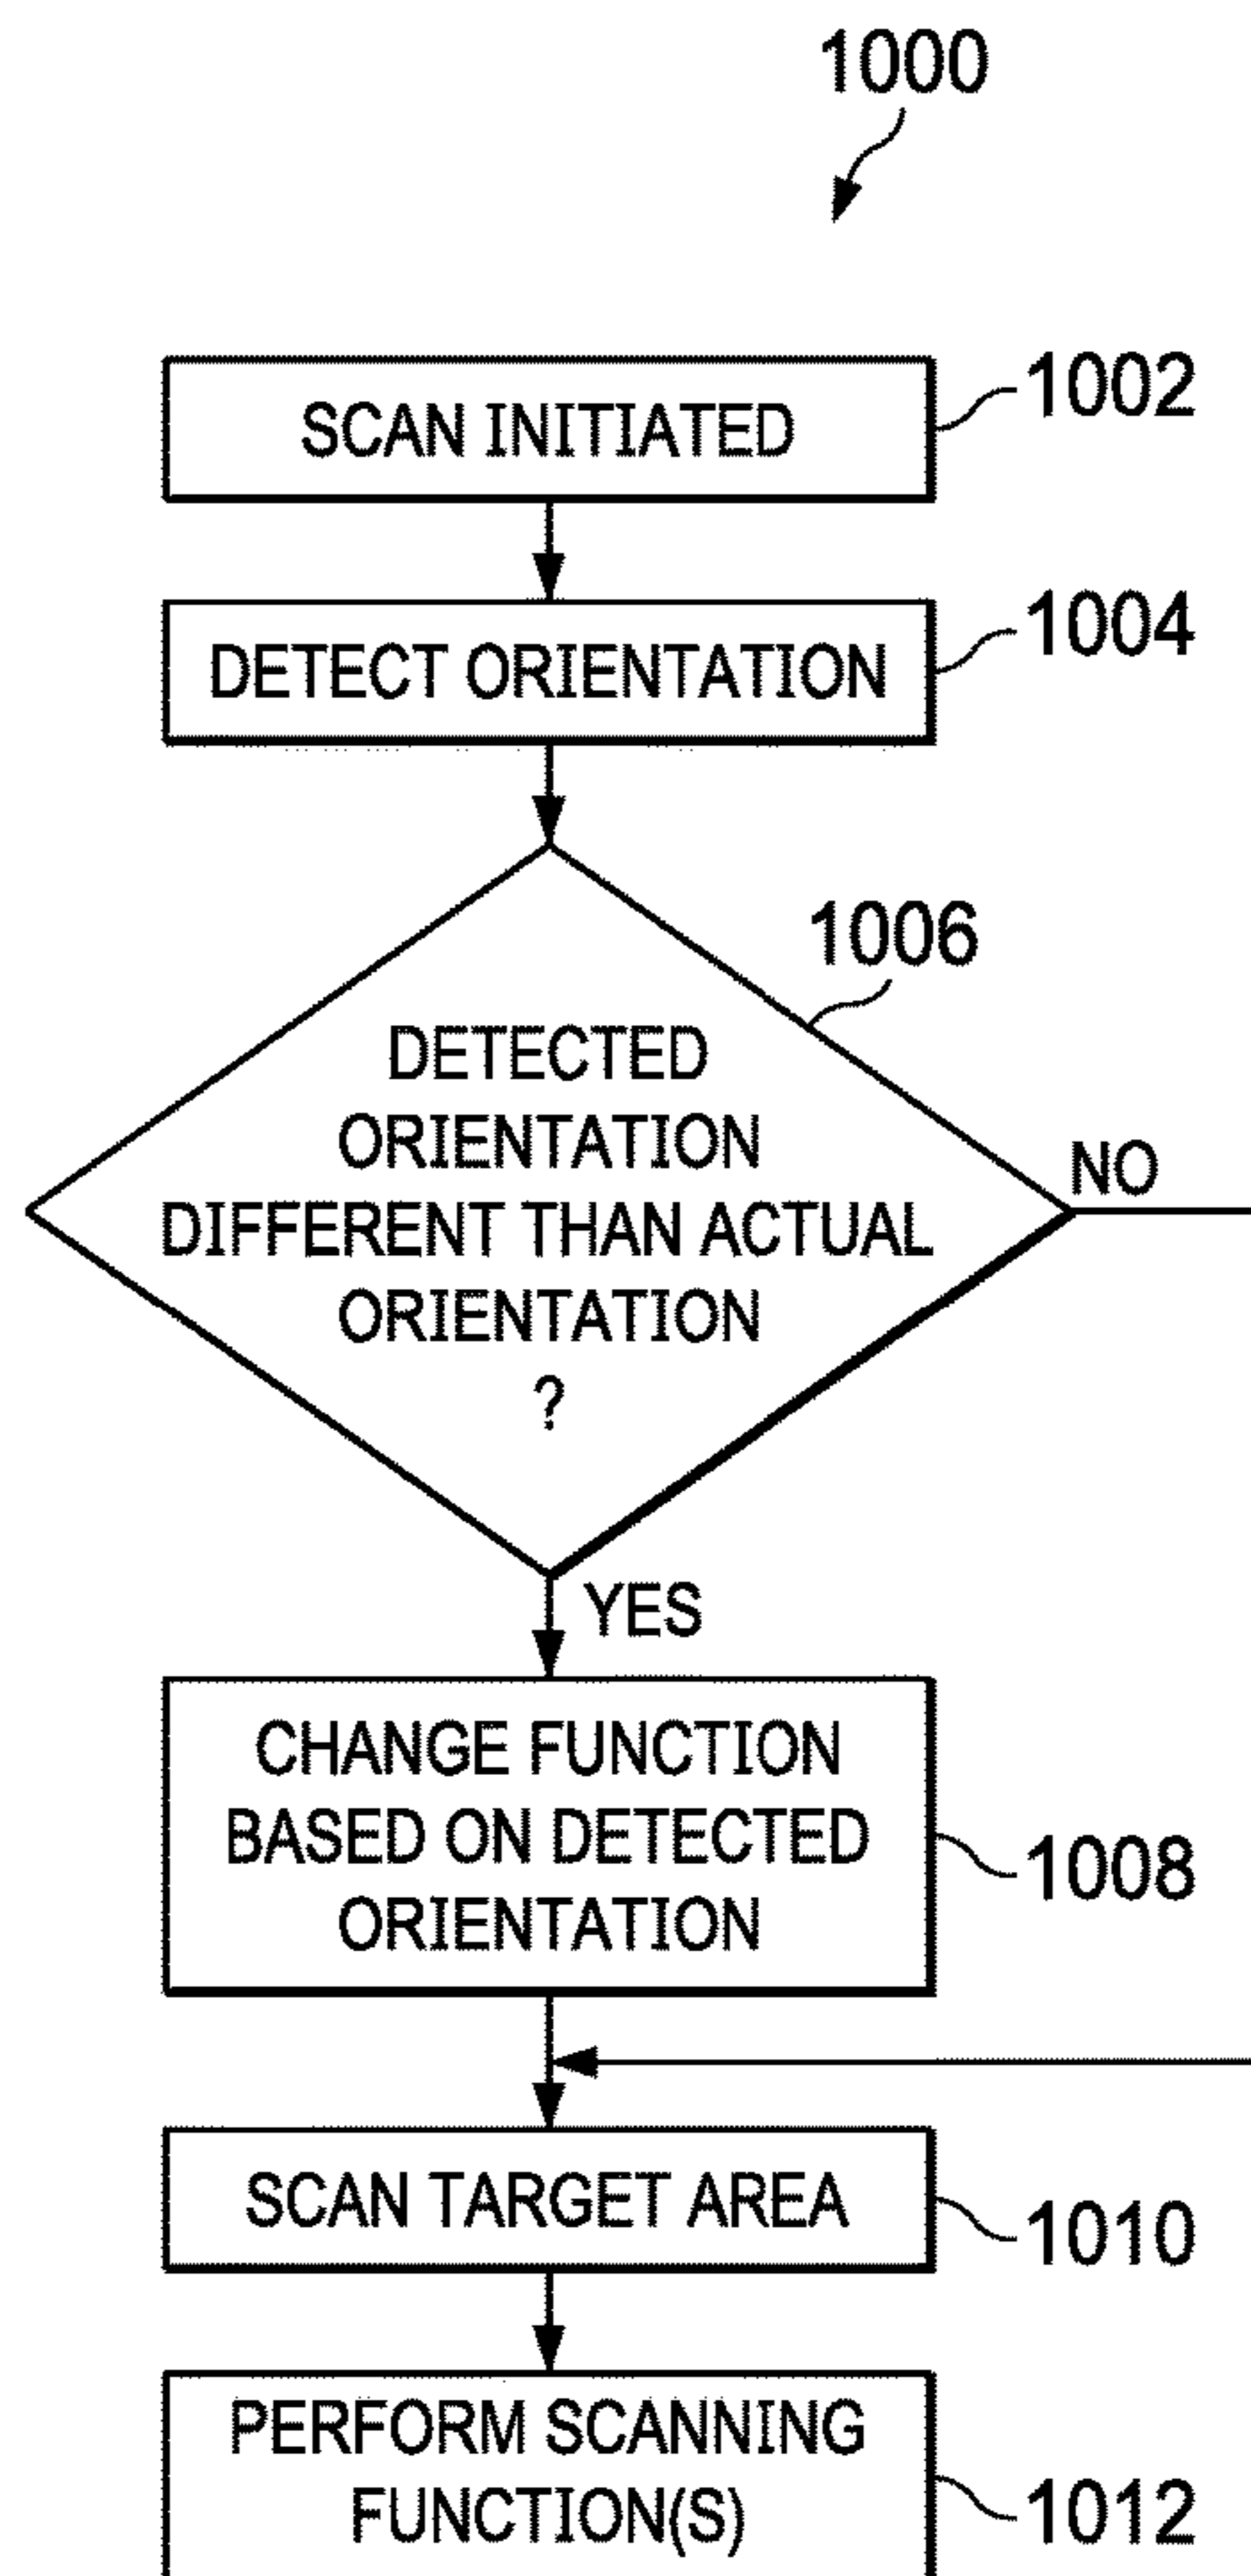 1000
SCAN INITIATED
1002
DETECT ORIENTATION
1004
1006
DETECTED
ORIENTATION
DIFFERENT THAN ACTUAL
ORIENTATION
?
NO
YES
CHANGE FUNCTION
BASED ON DETECTED
ORIENTATION
1008
SCAN TARGET AREA
1010
PERFORM SCANNING
FUNCTION(S)
1012